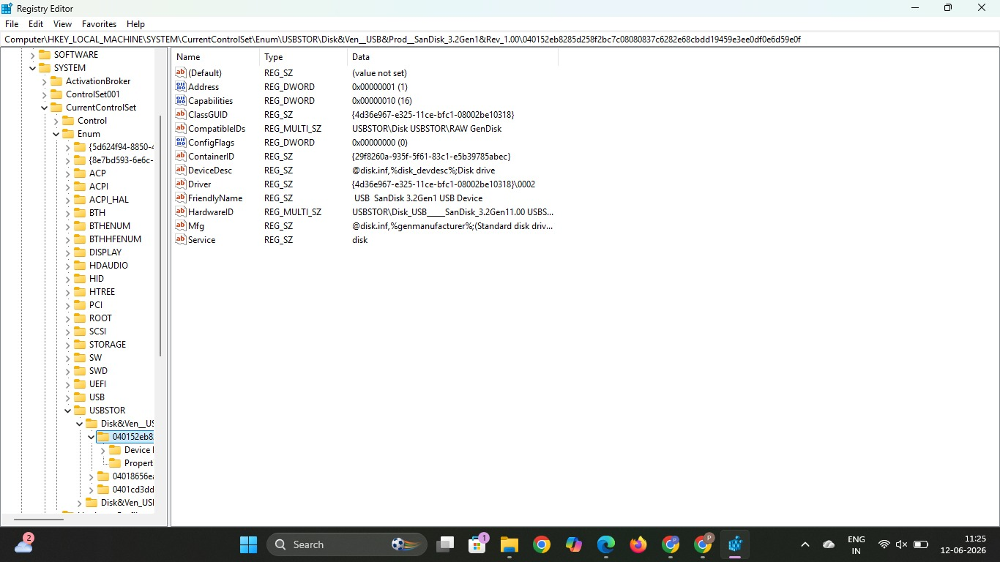 Registry Editor
File Edit View Favorites Help
Computer\HKEY_LOCAL_MACHINE\SYSTEM\CurrentControlSet\Enum\USBSTOR\Disk&Ven__USB&Prod__SanDisk_3.2Gen1&Rev_1.00\040152eb8285d258f2bc7c08080837c6282e68cbdd19459e3ee0df0e6d59e0f
SOFTWARE
SYSTEM
ActivationBroker
ControlSet001
CurrentControlSet
Control
Enum
{5d624f94-8850-4
{8e7bd593-6e6c-
ACP
ACPI
ACPI_HAL
BTH
BTHENUM
BTHHFENUM
DISPLAY
HDAUDIO
HID
HTREE
PCI
ROOT
SCSI
STORAGE
SW
SWD
UEFI
USB
USBSTOR
Disk&Ven__US
040152eb8
Device
Propert
04018656ea
0401cd3dd
Disk&Ven_USI
Name Type Data
(Default) REG_SZ (value not set)
Address REG_DWORD 0x00000001 (1)
Capabilities REG_DWORD 0x00000010 (16)
ClassGUID REG_SZ {4d36e967-e325-11ce-bfc1-08002be10318}
CompatibleIDs REG_MULTI_SZ USBSTOR\Disk USBSTOR\RAW GenDisk
ConfigFlags REG_DWORD 0x00000000 (0)
ContainerID REG_SZ {29f8260a-935f-5f61-83c1-e5b39785abec}
DeviceDesc REG_SZ @disk.inf,%disk_devdesc%;Disk drive
Driver REG_SZ {4d36e967-e325-11ce-bfc1-08002be10318}\0002
FriendlyName REG_SZ USB SanDisk 3.2Gen1 USB Device
HardwareID REG_MULTI_SZ USBSTOR\Disk_USB_____SanDisk_3.2Gen11.00 USBS...
Mfg REG_SZ @disk.inf,%genmanufacturer%;(Standard disk driv...
Service REG_SZ disk
2
Search
1
P
P
ENG
IN
11:25
12-06-2026